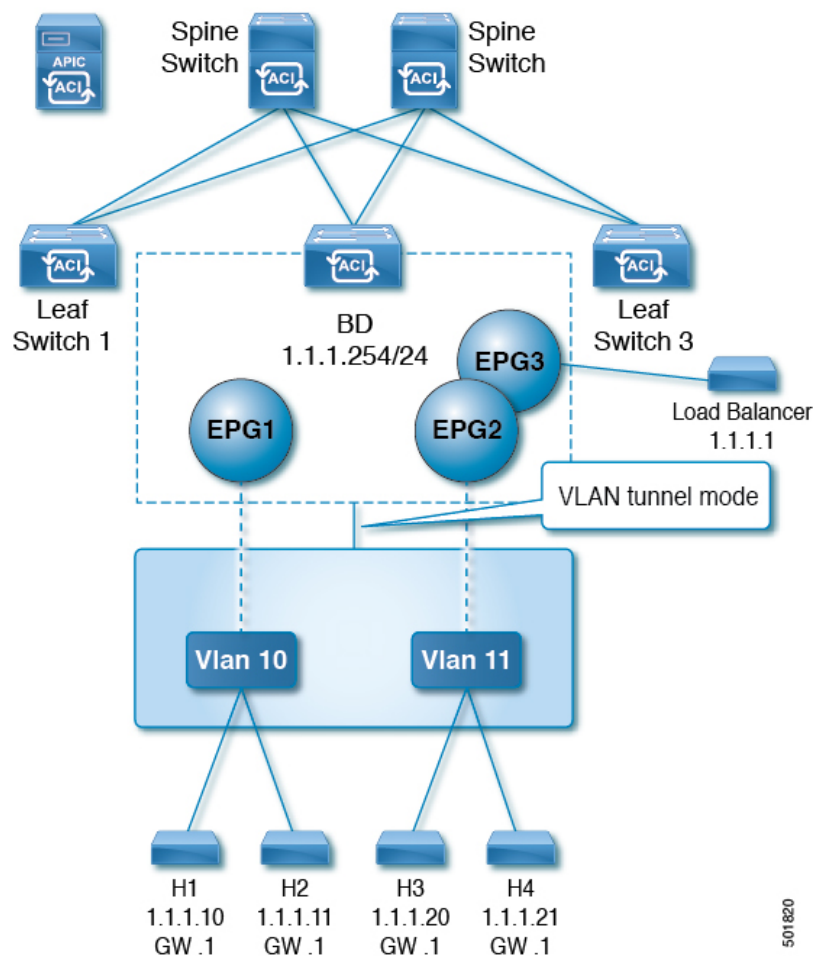 Spine
Switch
Spine
Switch
APIC
ACI
ACI
ACI
ACI
ACI
ACI
Leaf
Switch 1
BD
1.1.1.254/24
Leaf
Switch 3
EPG3
EPG1
EPG2
Load Balancer
1.1.1.1
VLAN tunnel mode
Vlan 10
Vlan 11
H1
1.1.1.10
GW .1
H2
1.1.1.11
GW .1
H3
1.1.1.20
GW .1
H4
1.1.1.21
GW .1
501820